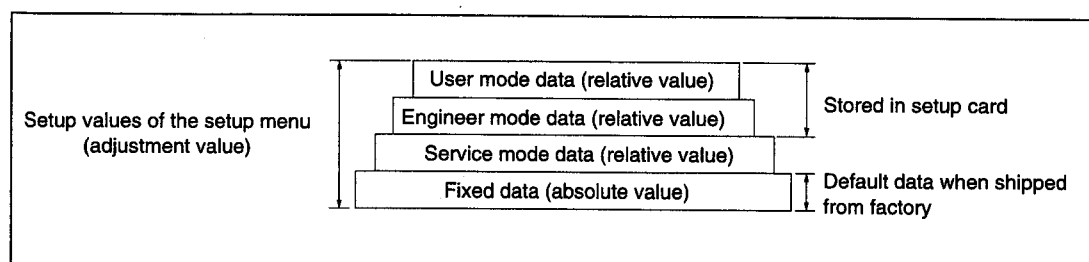 Setup values of the setup menu
(adjustment value)
User mode data (relative value)
Engineer mode data (relative value)
Service mode data (relative value)
Fixed data (absolute value)
Stored in setup card
Default data when shipped
from factory